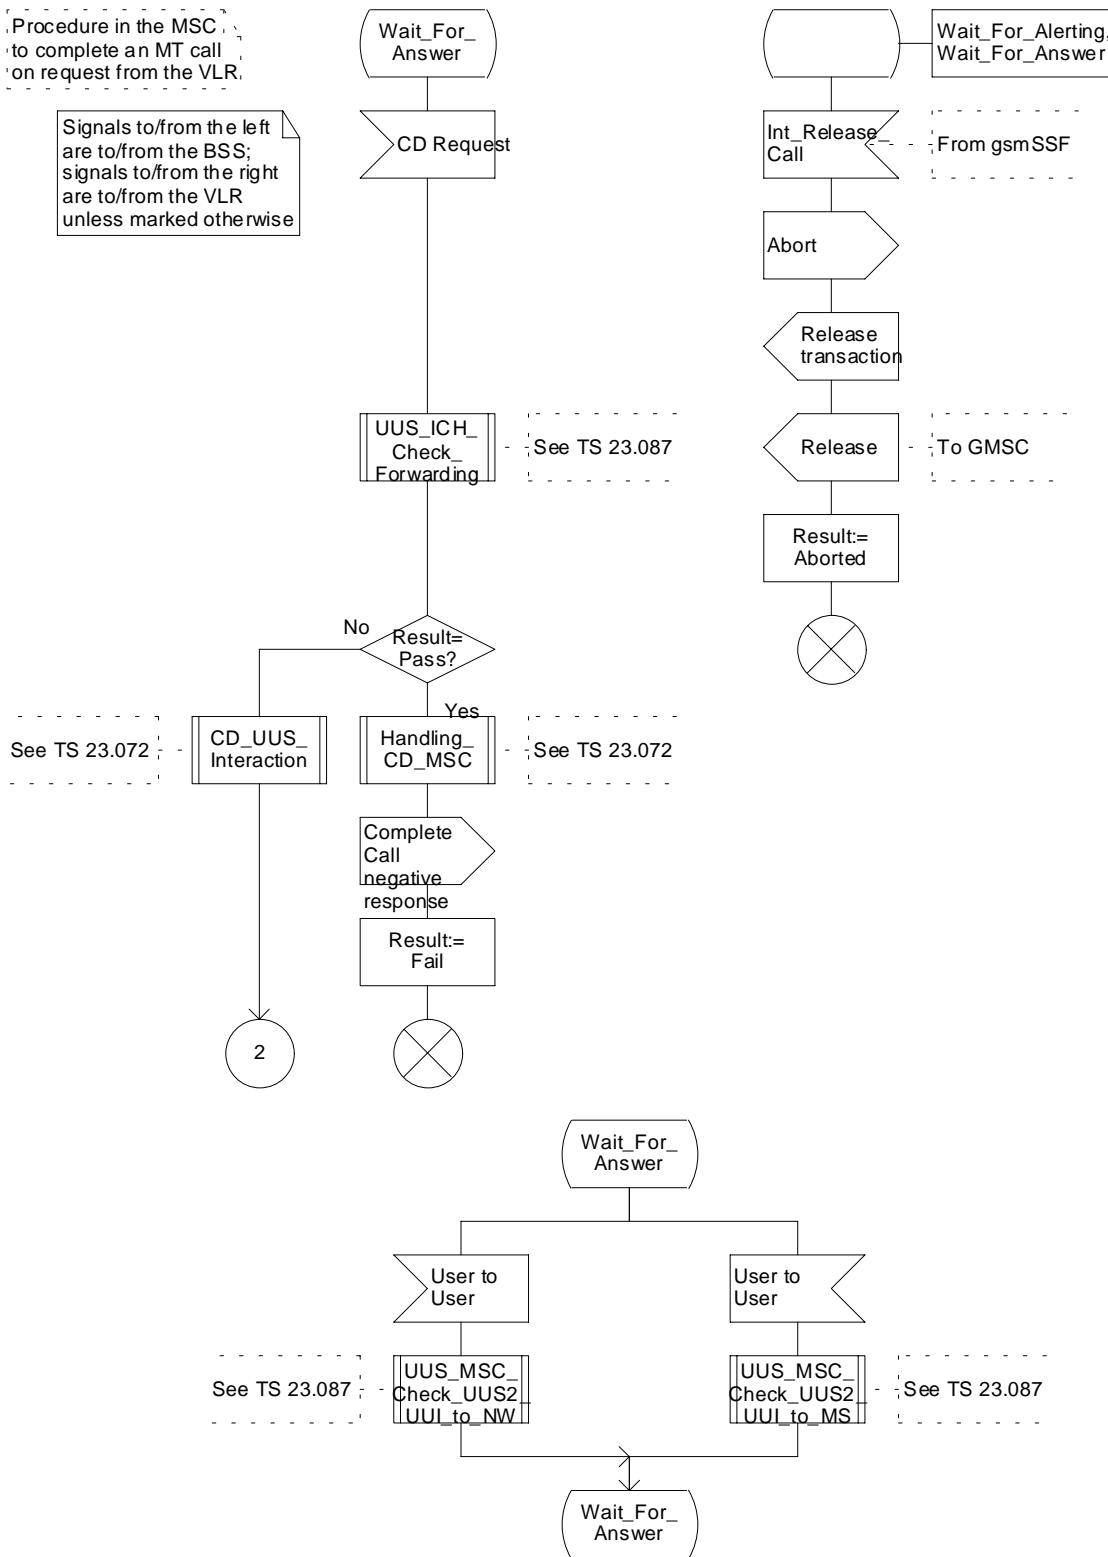 Procedure in the MSC
to complete an MT call
on request from the VLR
Signals to/from the left
are to/from the BSS;
signals to/from the right
are to/from the VLR
unless marked otherwise
Wait_For_
Answer
CD Request
UUS_ICH_
Check_
Forwarding
See TS 23.087
No
Result=
Pass?
Yes
See TS 23.072
CD_UUS_
Interaction
Handling_
CD_MSC
See TS 23.072
Complete
Call
negative
response
Result:=
Fail
2
Wait_For_Alerting,
Wait_For_Answer
Int_Release_
Call
From gsmSSF
Abort
Release
transaction
Release
To GMSC
Result:=
Aborted
Wait_For_
Answer
User to
User
User to
User
See TS 23.087
UUS_MSC_
Check_UUS2_
UUI_to_NW
UUS_MSC_
Check_UUS2_
UUI_to_MS
See TS 23.087
Wait_For_
Answer